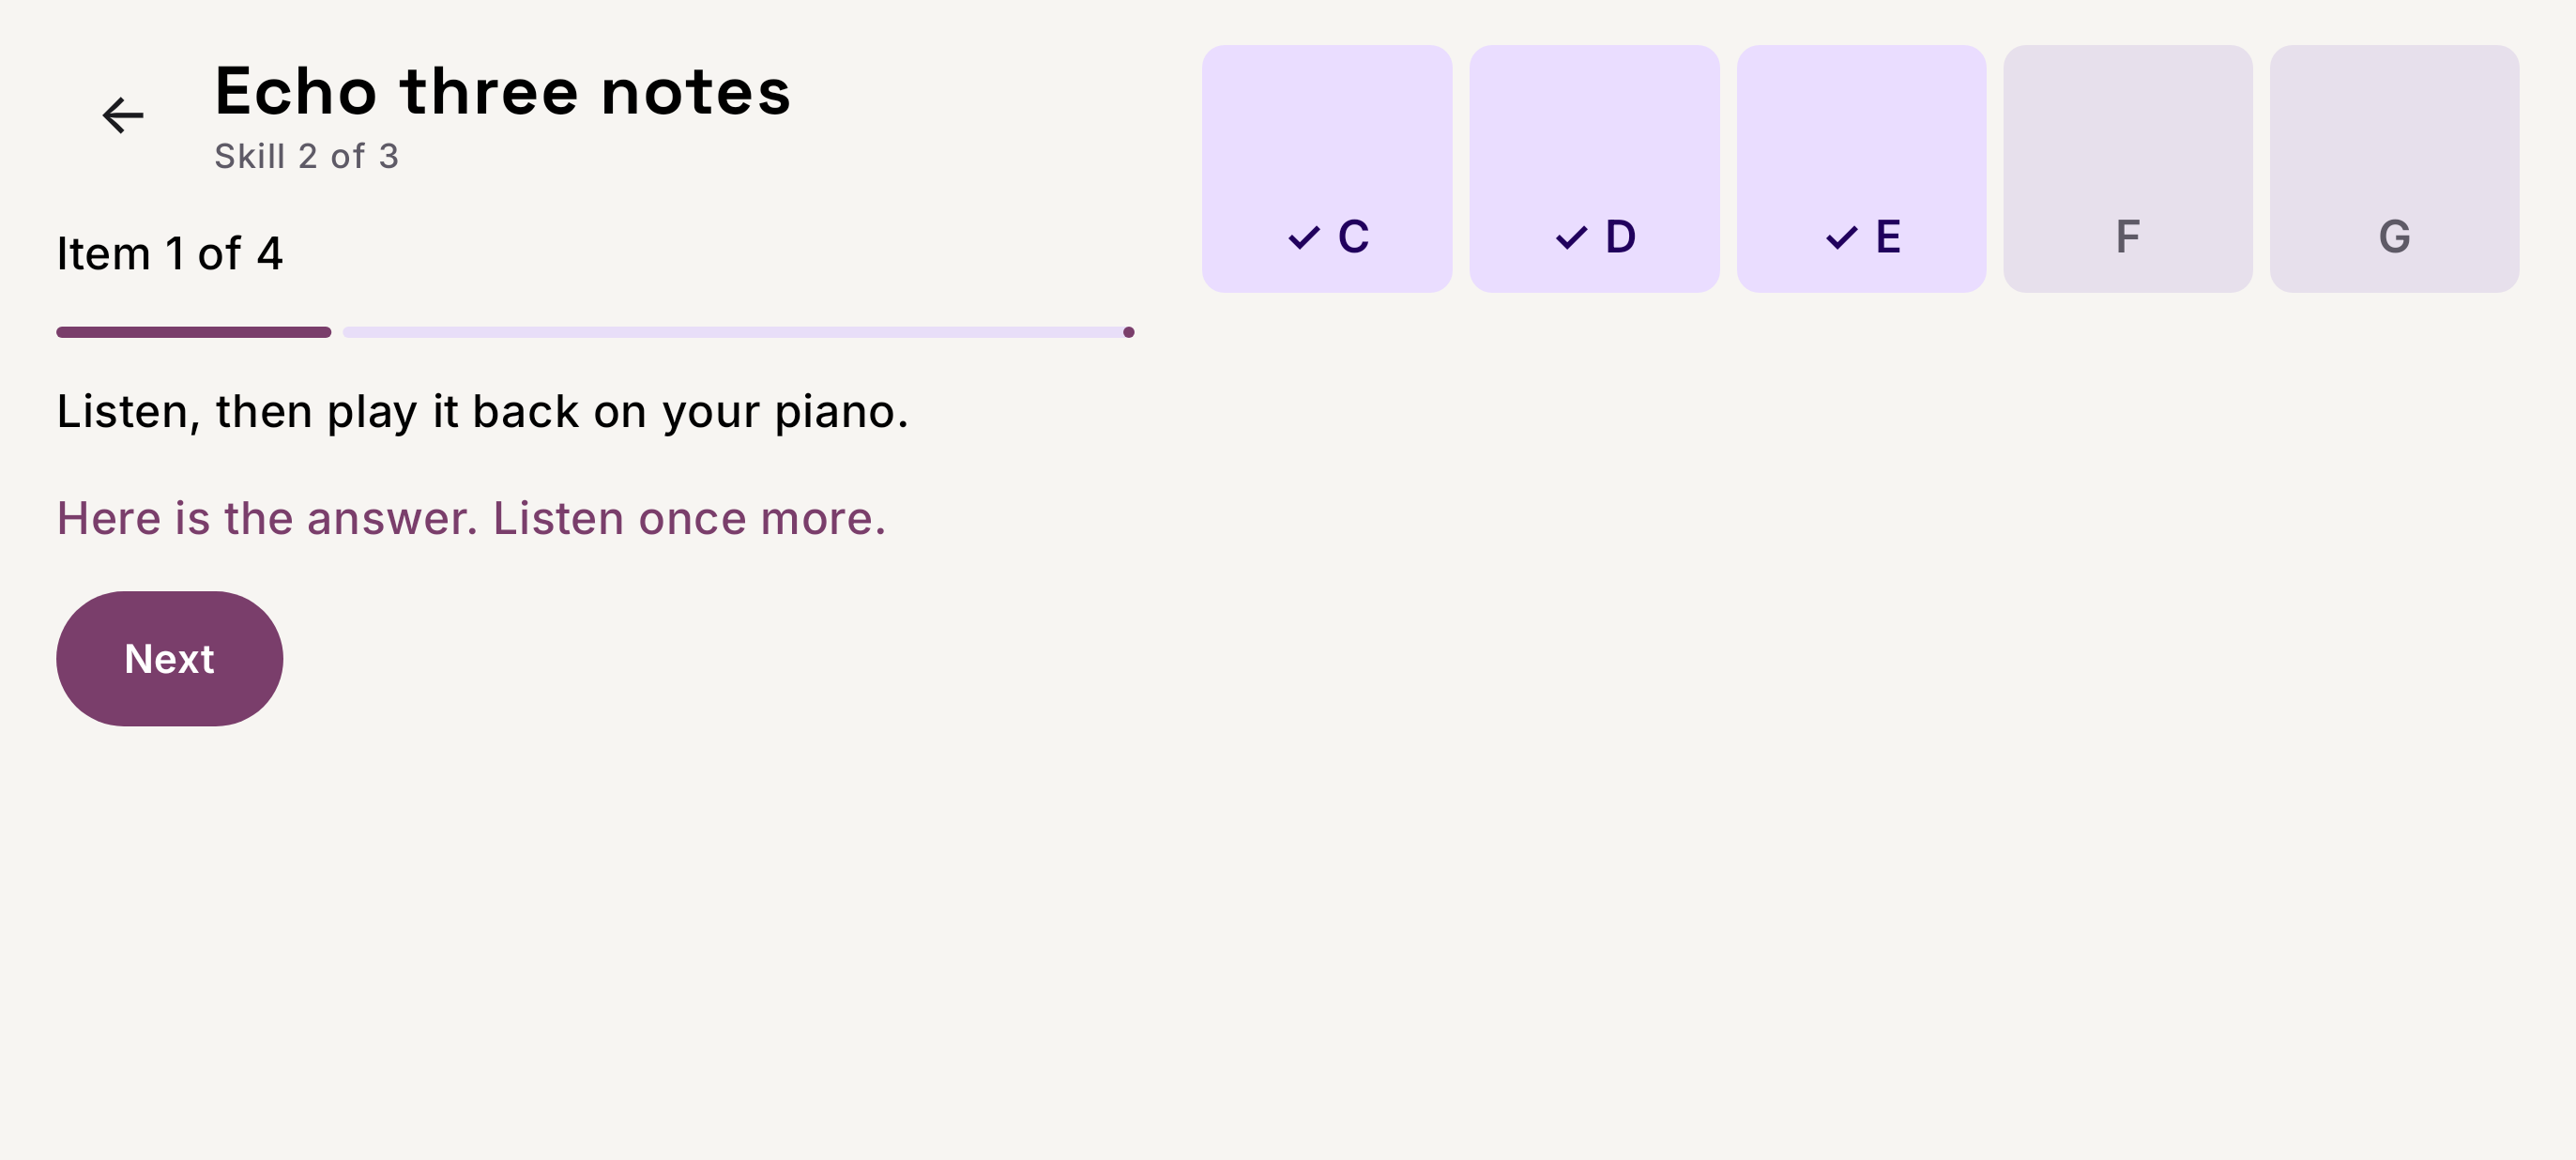 Echo three notes
Skill 2 of 3
Item 1 of 4
Listen, then play it back on your piano.
Here is the answer. Listen once more.
Next
C D E F G